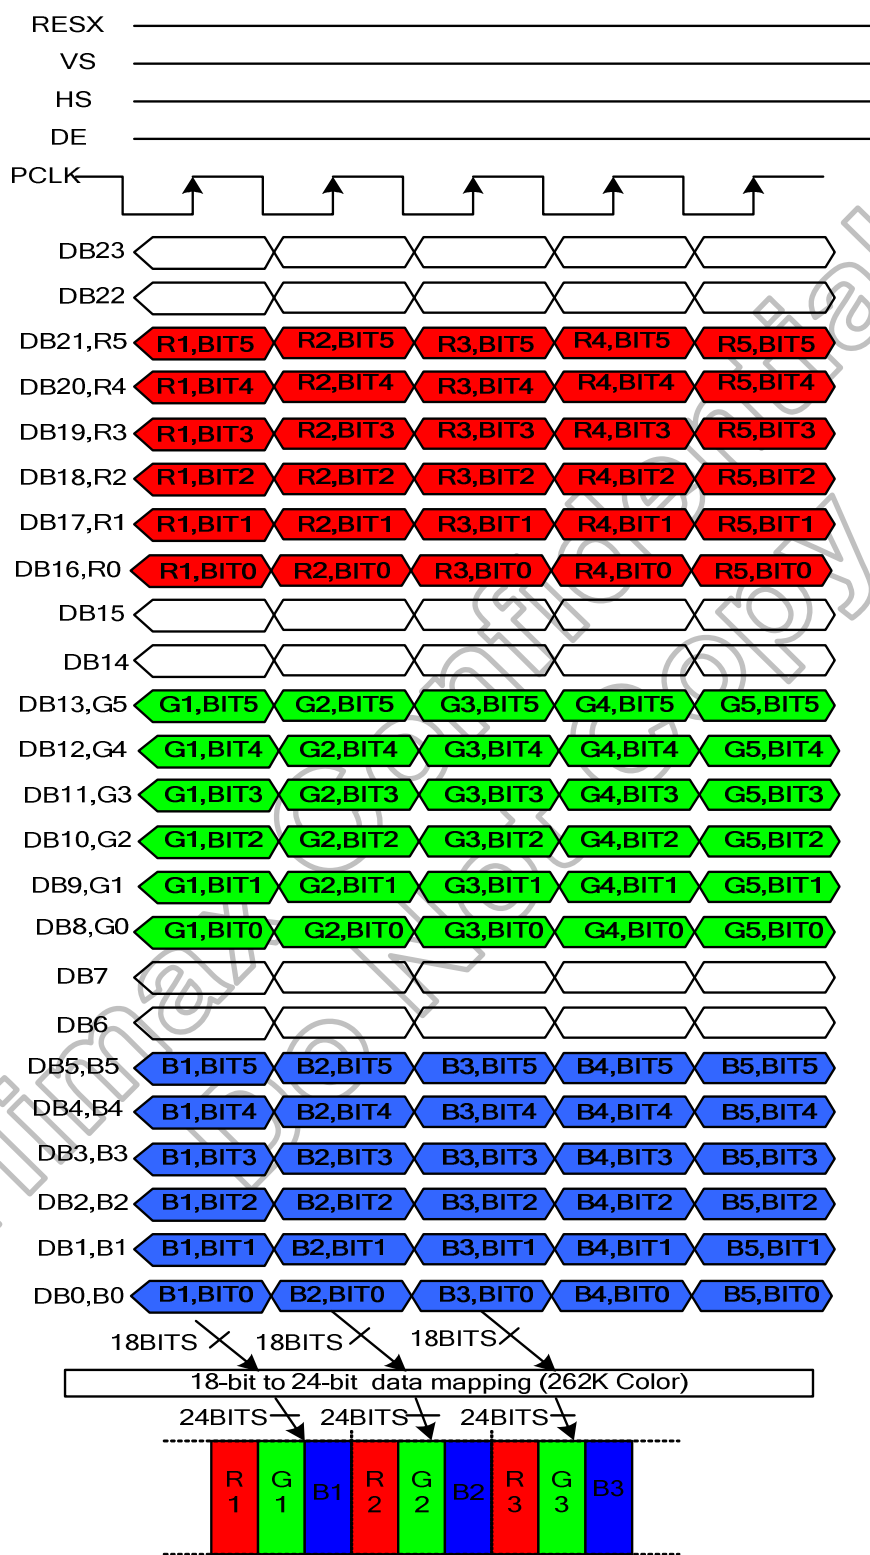 RESX
VS
HS
DE
PCLK
DB23
DB22
DB21,R5 R1,BIT5 R2,BIT5 R3,BIT5 R4,BIT5 R5,BIT5
DB20,R4 R1,BIT4 R2,BIT4 R3,BIT4 R4,BIT4 R5,BIT4
DB19,R3 R1,BIT3 R2,BIT3 R3,BIT3 R4,BIT3 R5,BIT3
DB18,R2 R1,BIT2 R2,BIT2 R3,BIT2 R4,BIT2 R5,BIT2
DB17,R1 R1,BIT1 R2,BIT1 R3,BIT1 R4,BIT1 R5,BIT1
DB16,R0 R1,BIT0 R2,BIT0 R3,BIT0 R4,BIT0 R5,BIT0
DB15
DB14
DB13,G5 G1,BIT5 G2,BIT5 G3,BIT5 G4,BIT5 G5,BIT5
DB12,G4 G1,BIT4 G2,BIT4 G3,BIT4 G4,BIT4 G5,BIT4
DB11,G3 G1,BIT3 G2,BIT3 G3,BIT3 G4,BIT3 G5,BIT3
DB10,G2 G1,BIT2 G2,BIT2 G3,BIT2 G4,BIT2 G5,BIT2
DB9,G1 G1,BIT1 G2,BIT1 G3,BIT1 G4,BIT1 G5,BIT1
DB8,G0 G1,BIT0 G2,BIT0 G3,BIT0 G4,BIT0 G5,BIT0
DB7
DB6
DB5,B5 B1,BIT5 B2,BIT5 B3,BIT5 B4,BIT5 B5,BIT5
DB4,B4 B1,BIT4 B2,BIT4 B3,BIT4 B4,BIT4 B5,BIT4
DB3,B3 B1,BIT3 B2,BIT3 B3,BIT3 B4,BIT3 B5,BIT3
DB2,B2 B1,BIT2 B2,BIT2 B3,BIT2 B4,BIT2 B5,BIT2
DB1,B1 B1,BIT1 B2,BIT1 B3,BIT1 B4,BIT1 B5,BIT1
DB0,B0 B1,BIT0 B2,BIT0 B3,BIT0 B4,BIT0 B5,BIT0
18BITS 18BITS 18BITS
18-bit to 24-bit data mapping (262K Color)
24BITS 24BITS 24BITS
R1 G1 B1 R2 G2 B2 R3 G3 B3
Himax Confidential
Do Not Copy